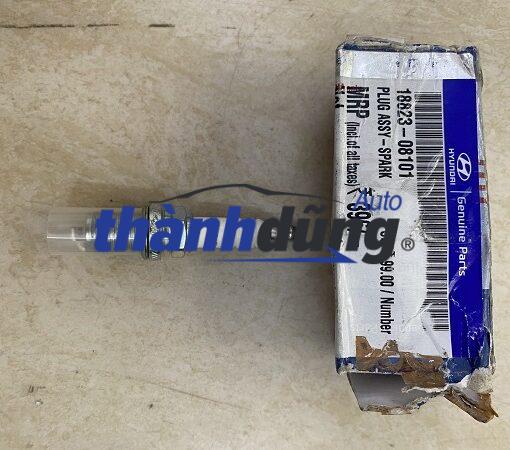 HYUNDAI
Genuine Parts
18823-08101
PLUG ASSY-SPARK
MRP (Incl.of all taxes) ₹ 99.00 / Number
Auto
thànhdũng®